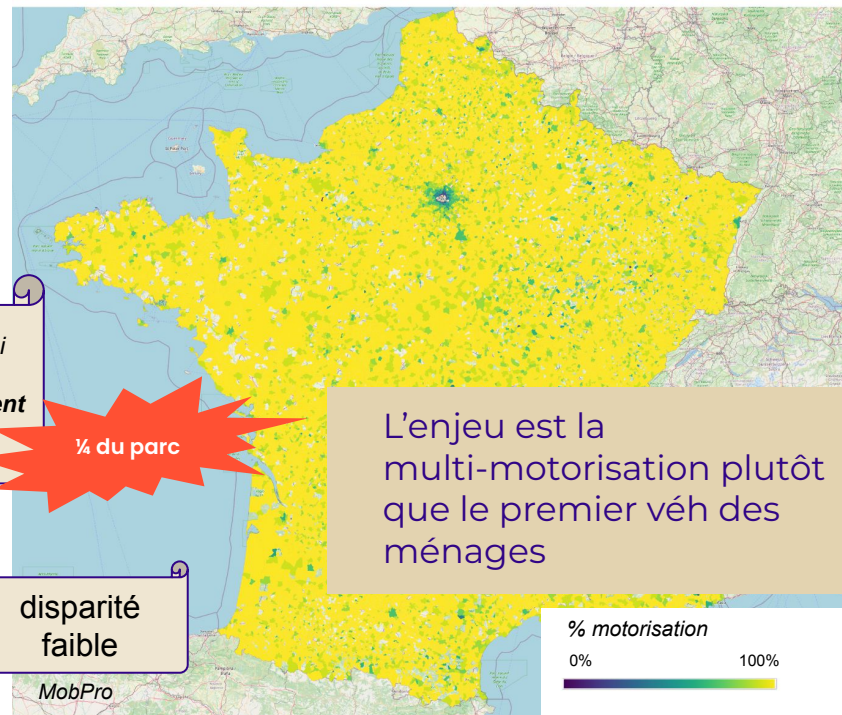 i
ent
¼ du parc
L’enjeu est la
multi-motorisation plutôt
que le premier véh des
ménages
disparité
faible
MobPro
% motorisation
0% 100%